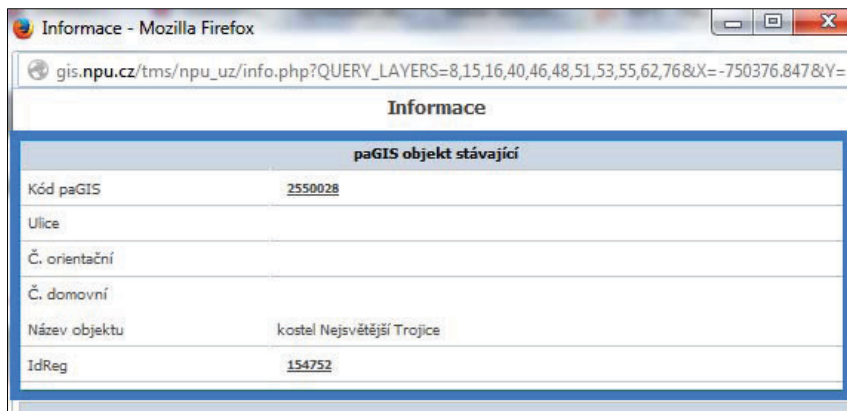 Informace - Mozilla Firefox
gis.npu.cz/tms/npu_uz/info.php?QUERY_LAYERS=8,15,16,40,46,48,51,53,55,62,76&X=-750376.847&Y=
Informace
paGIS objekt stávající
Kód paGIS 2550028
Ulice
Č. orientační
Č. domovní
Název objektu kostel Nejsvětější Trojice
IdReg 154752